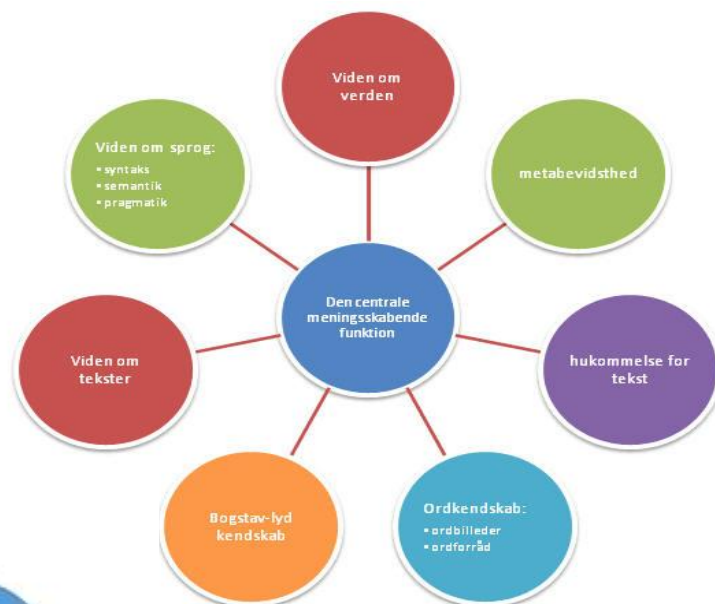 Viden om
verden
Viden om sprog:
▪ syntaks
▪ semantik
▪ pragmatik
metabevidsthed
Den centrale
meningsskabende
funktion
Viden om
tekster
hukommelse for
tekst
Bogstav-lyd
kendskab
Ordkendskab:
▪ ordbilleder
▪ ordforråd